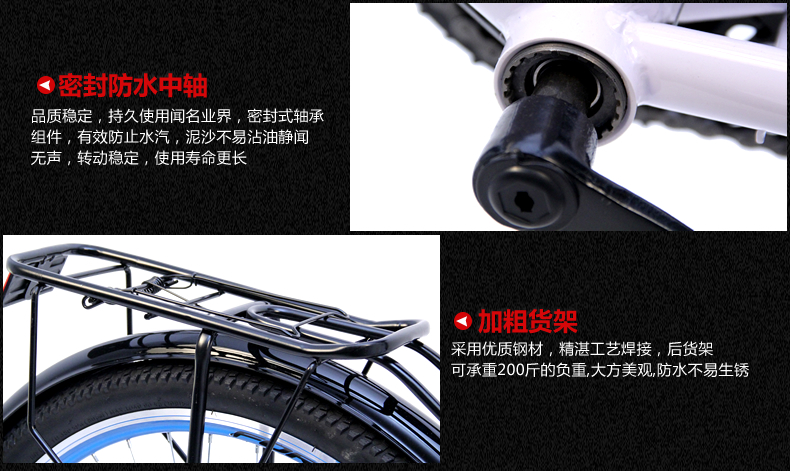 密封防水中轴
品质稳定，持久使用闻名业界，密封式轴承
组件，有效防止水汽，泥沙不易沾油静闻
无声，转动稳定，使用寿命更长
加粗货架
采用优质钢材，精湛工艺焊接，后货架
可承重200斤的负重,大方美观,防水不易生锈